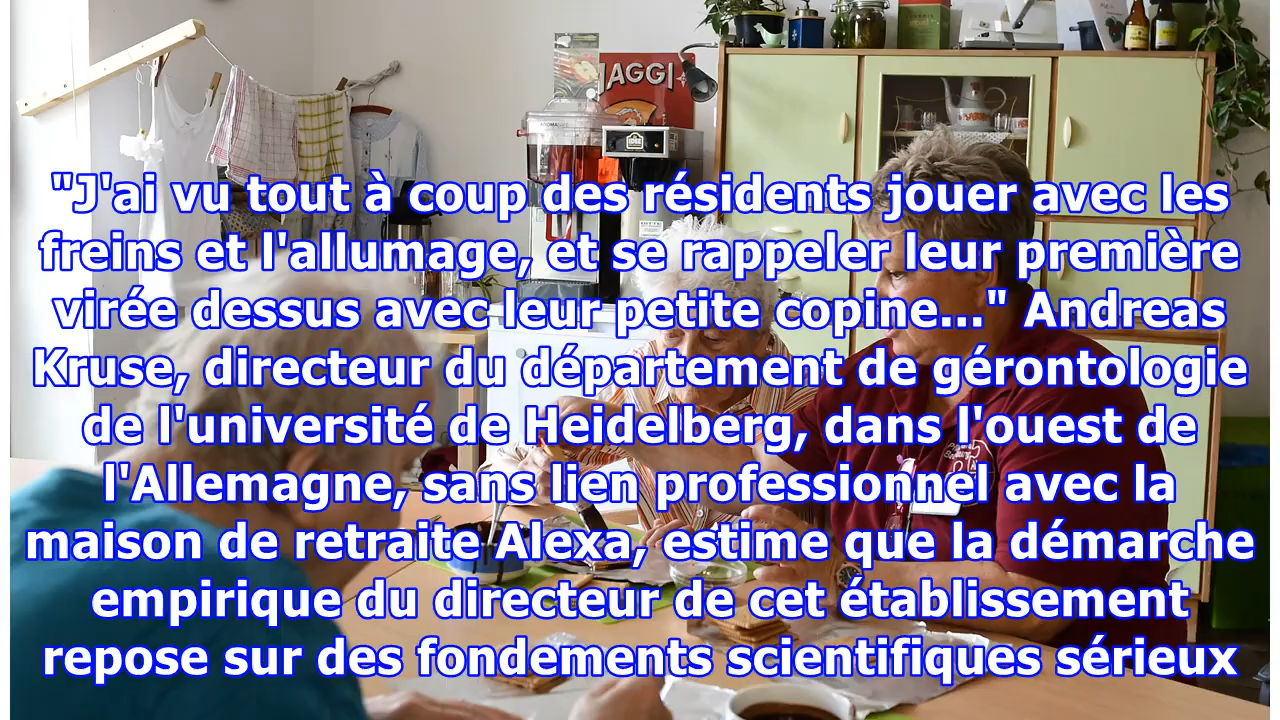 JAGGI
"J'ai vu tout à coup des résidents jouer avec les
freins et l'allumage, et se rappeler leur première
virée dessus avec leur petite copine..." Andreas
Kruse, directeur du département de gérontologie
de l'université de Heidelberg, dans l'ouest de
l'Allemagne, sans lien professionnel avec la
maison de retraite Alexa, estime que la démarche
empirique du directeur de cet établissement
repose sur des fondements scientifiques sérieux